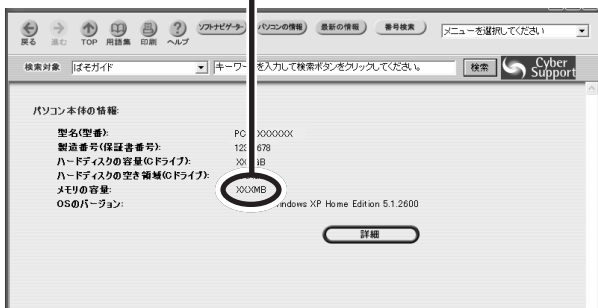 戻る 進む TOP 用語集 印刷 ヘルプ ソフトナビゲーター パソコンの情報 最新の情報 番号検索 メニューを選択してください
検索対象 ぱそガイド キーワードを入力して検索ボタンをクリックしてください。 検索 Cyber Support
パソコン本体の情報:
型名(型番): PC XXXXXXX
製造番号(保証書番号): 123 678
ハードディスクの容量(Cドライブ): XX GB
ハードディスクの空き領域(Cドライブ):
メモリの容量: XXXMB
OSのバージョン: indows XP Home Edition 5.1.2600
詳細